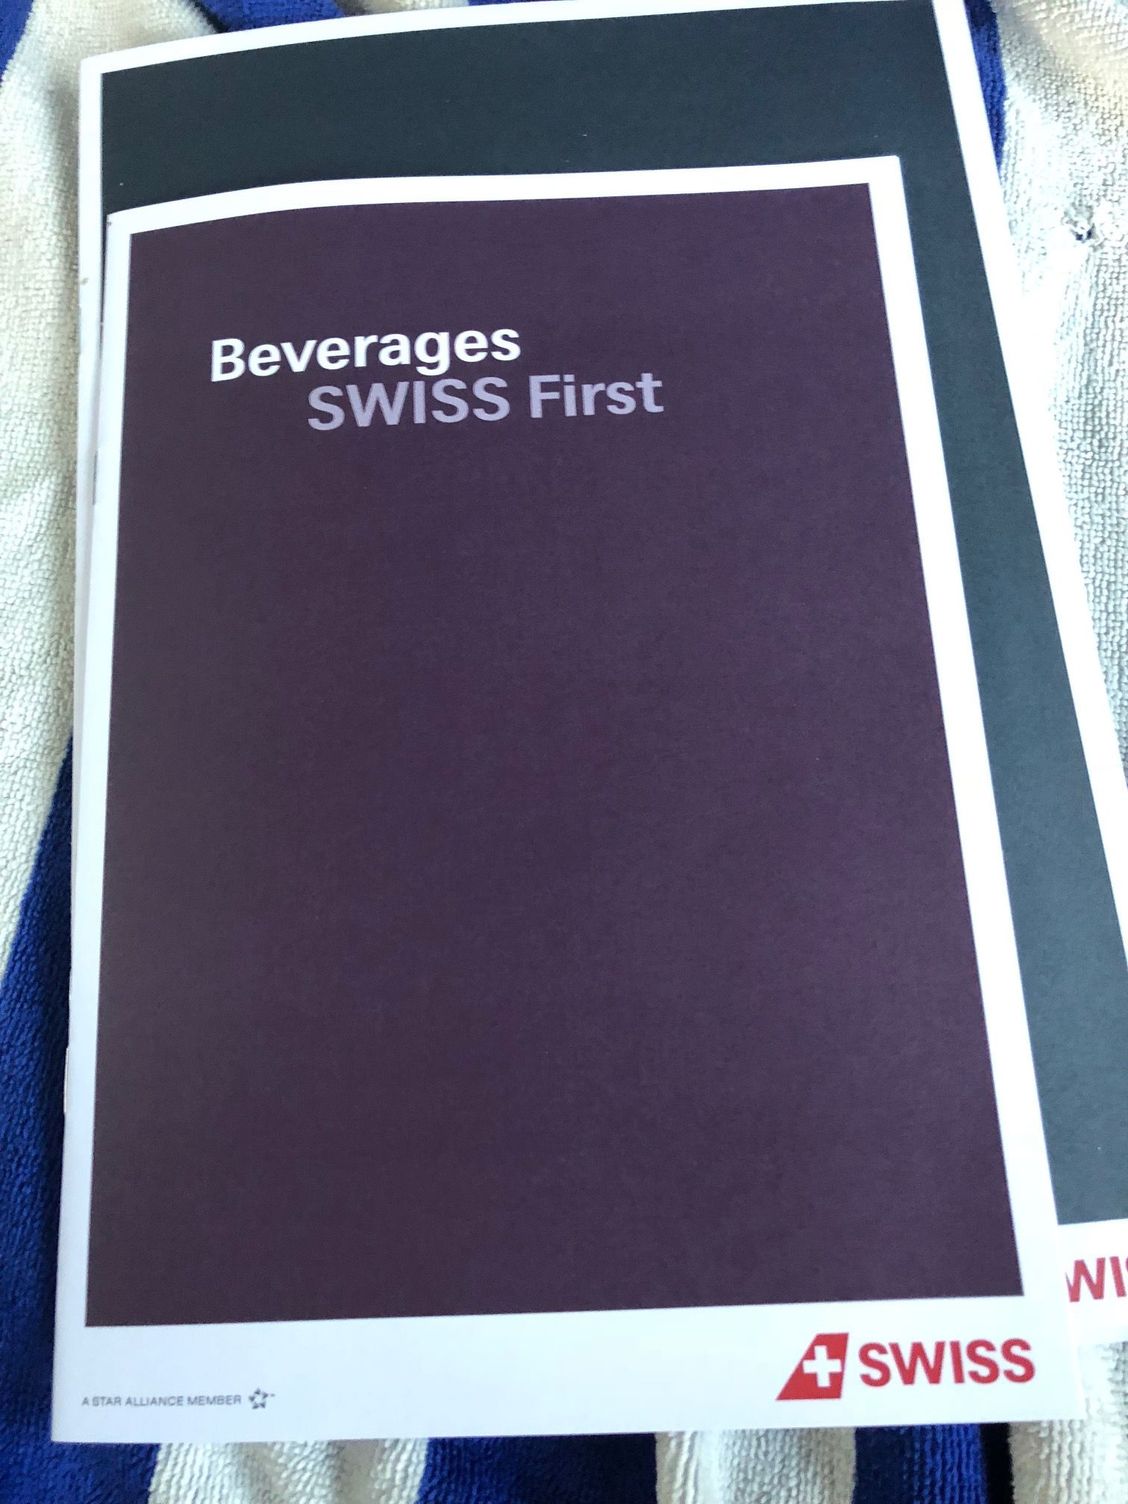 Beverages
SWISS First
A STAR ALLIANCE MEMBER
SWISS